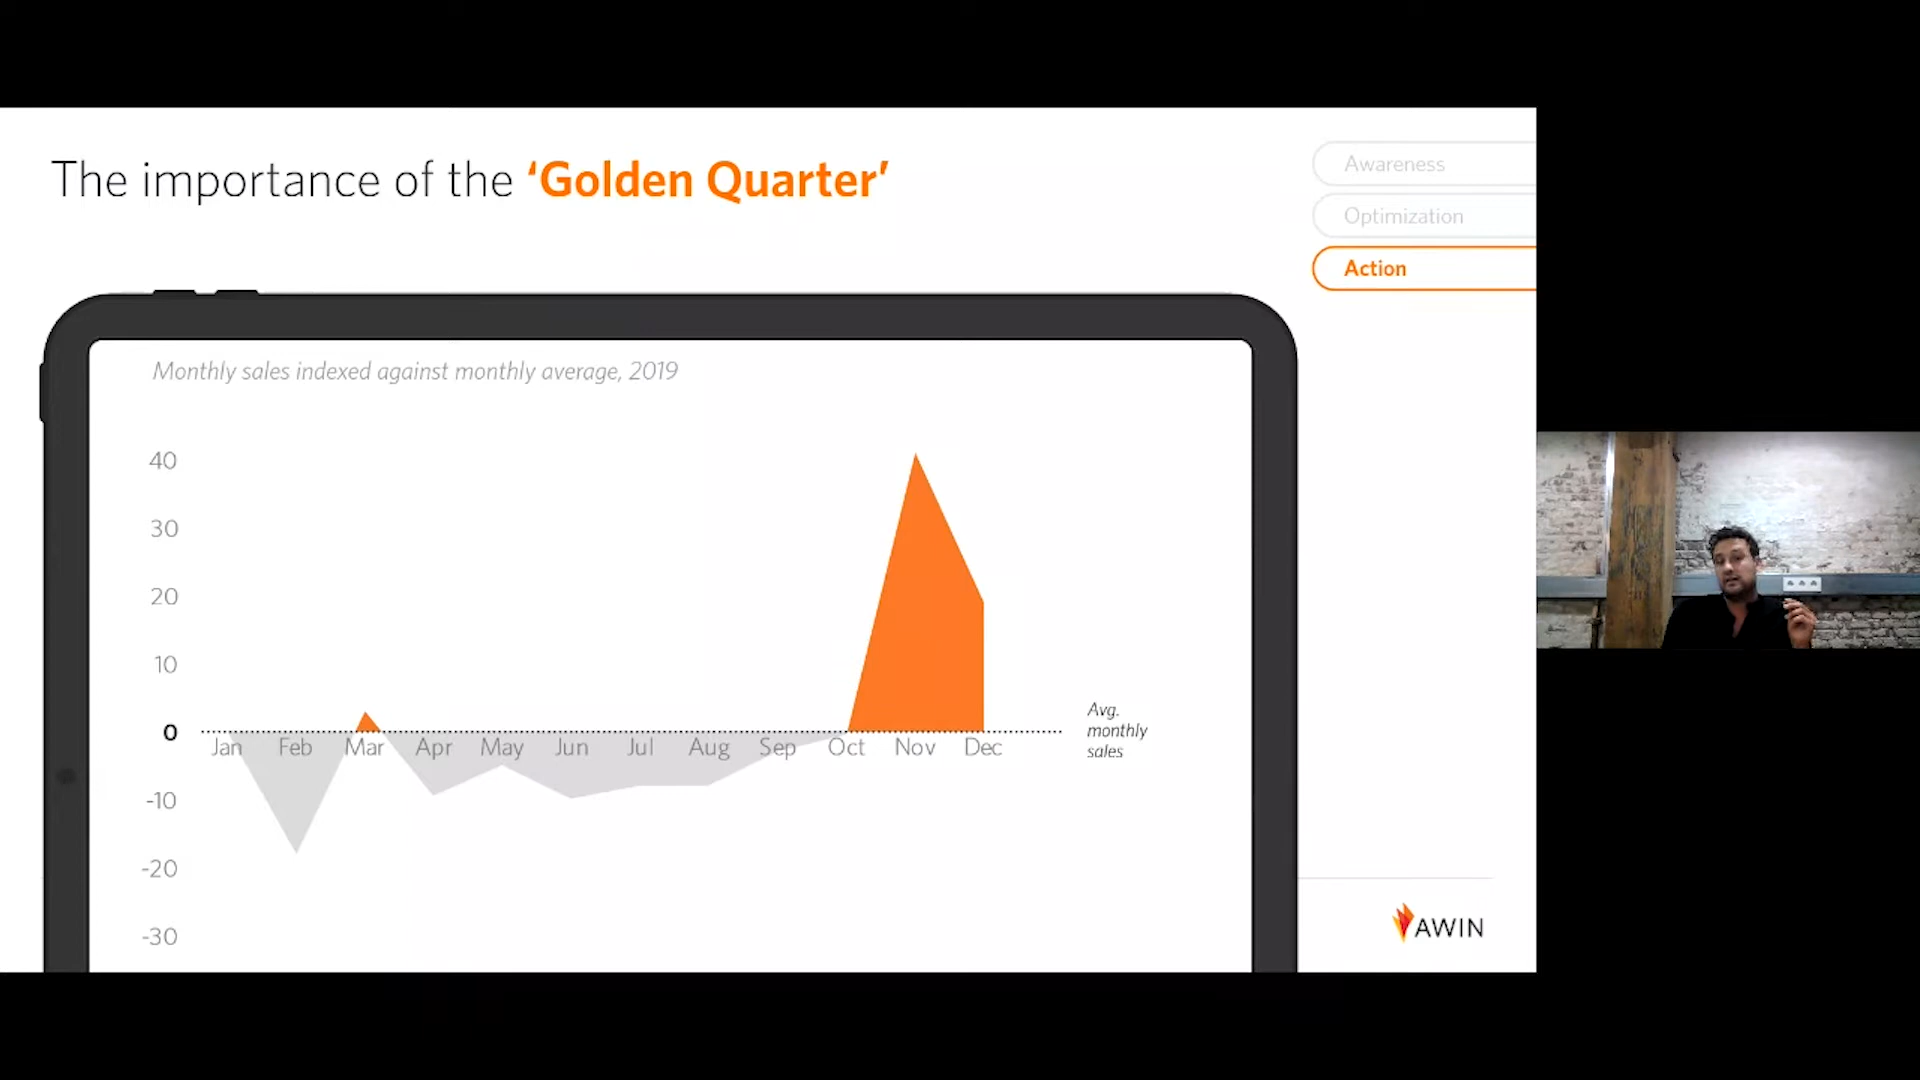 The importance of the ‘Golden Quarter’
Awareness
Optimization
Action
Monthly sales indexed against monthly average, 2019
40
30
20
10
0
-10
-20
-30
Jan Feb Mar Apr May Jun Jul Aug Sep Oct Nov Dec
Avg.
monthly
sales
AWIN